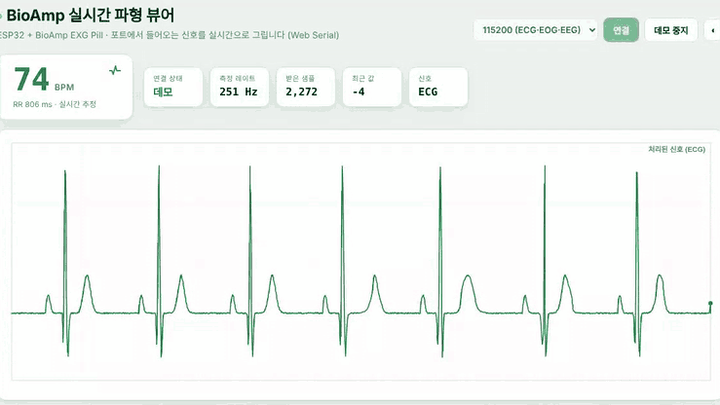 BioAmp 실시간 파형 뷰어
ESP32 + BioAmp EXG Pill · 포트에서 들어오는 신호를 실시간으로 그립니다 (Web Serial)
115200 (ECG·EOG·EEG)
연결
데모 중지
74 BPM
RR 806 ms · 실시간 추정
연결 상태
데모
측정 레이트
251 Hz
받은 샘플
2,272
최근 값
-4
신호
ECG
처리된 신호 (ECG)